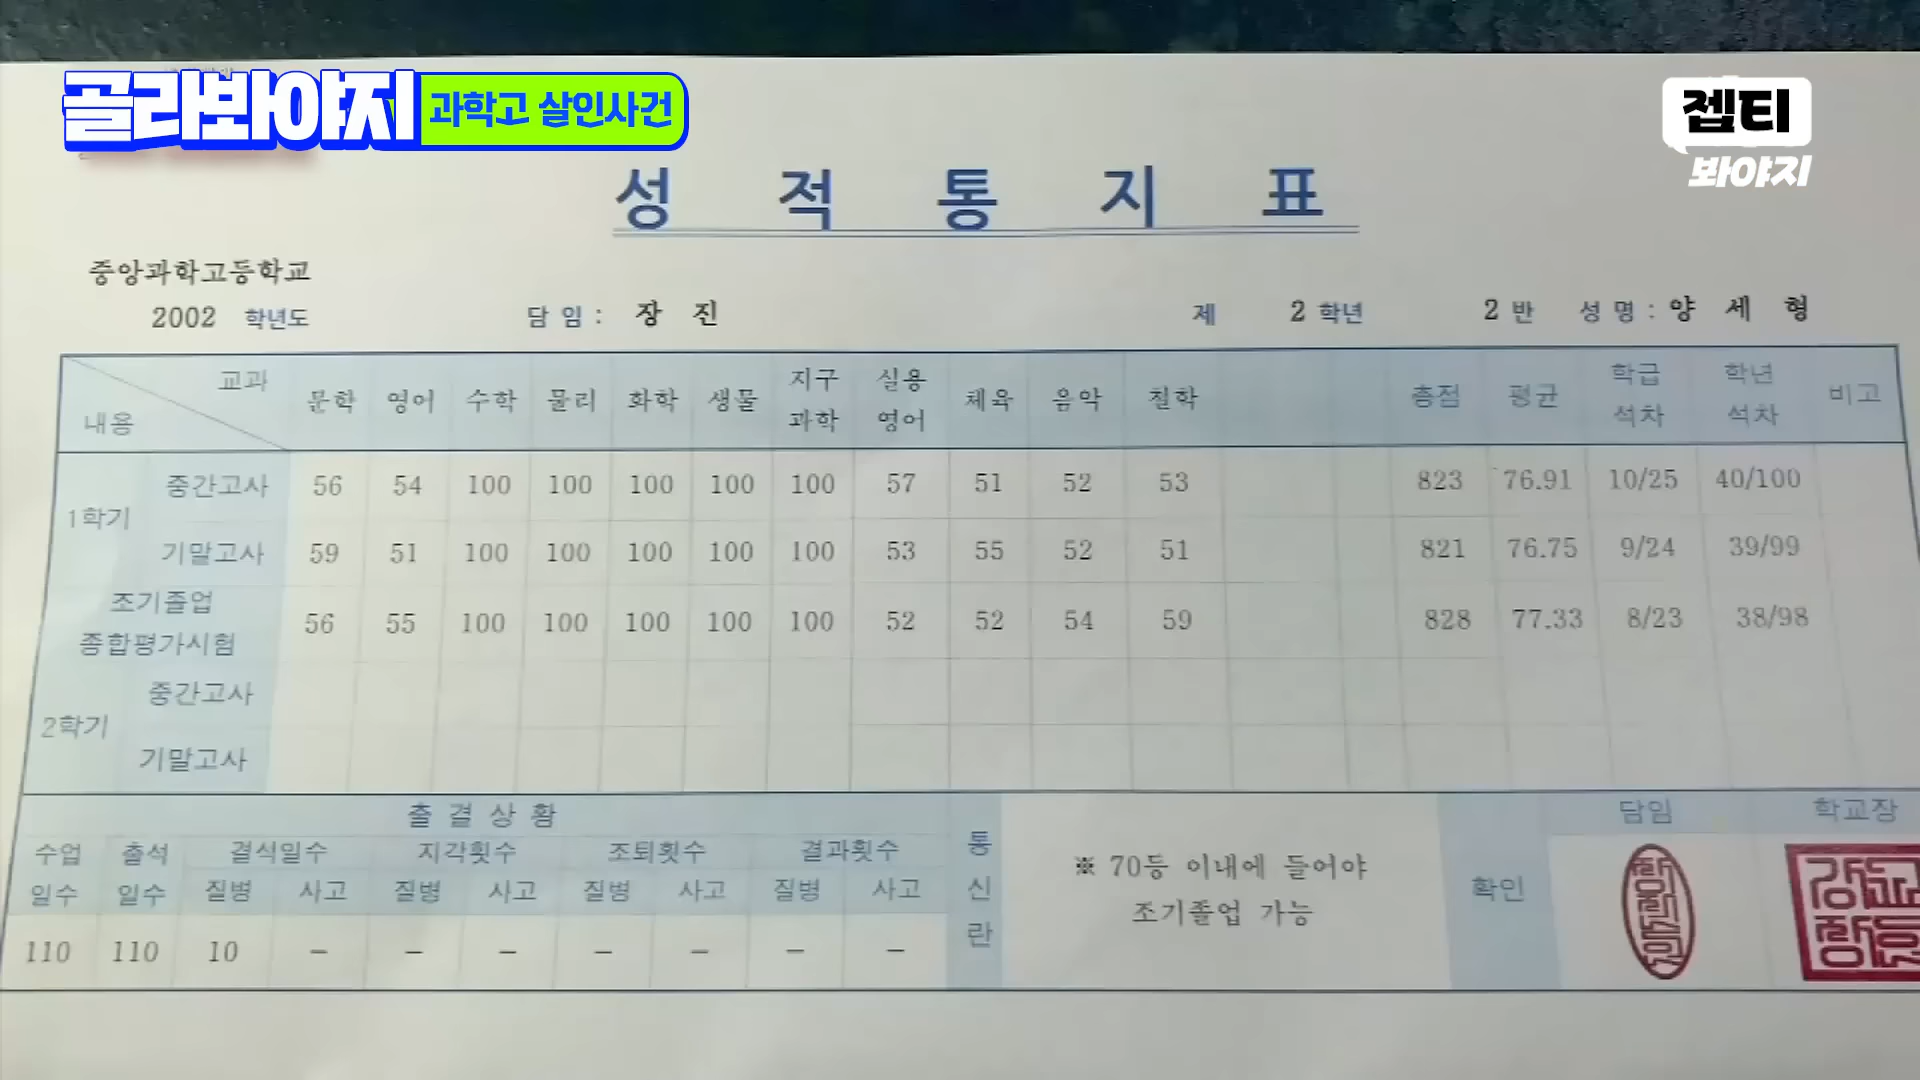 골라봐야지 과학고 살인사건
젭티
봐야지
성 적 통 지 표
중앙과학고등학교
2002 학년도 담 임 : 장 진 제 2 학년 2 반 성 명 : 양 세 형
교과 내용 문학 영어 수학 물리 화학 생물 지구 과학 실용 영어 체육 음악 철학 총점 평균 학급 석차 학년 석차 비고
1학기 중간고사 56 54 100 100 100 100 100 57 51 52 53 823 76.91 10/25 40/100
기말고사 59 51 100 100 100 100 100 53 55 52 51 821 76.75 9/24 39/99
조기졸업
종합평가시험 56 55 100 100 100 100 100 52 52 54 59 828 77.33 8/23 38/98
2학기 중간고사
기말고사
출 결 상 황 통 신 란 담임 학교장
수업 일수 출석 일수 결석일수 지각횟수 조퇴횟수 결과횟수
질병 사고 질병 사고 질병 사고 질병 사고
110 110 10 – – – – – – –
※ 70등 이내에 들어야
조기졸업 가능
확인